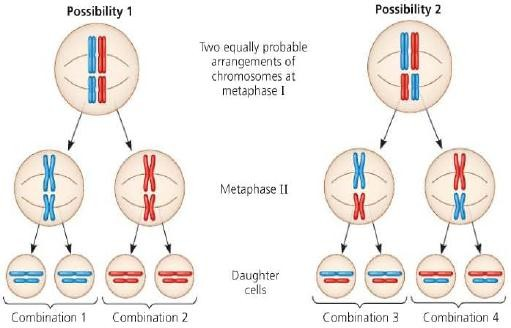 Possibility 1
Possibility 2
Two equally probable
arrangements of
chromosomes at
metaphase I
Metaphase II
Daughter
cells
Combination 1
Combination 2
Combination 3
Combination 4